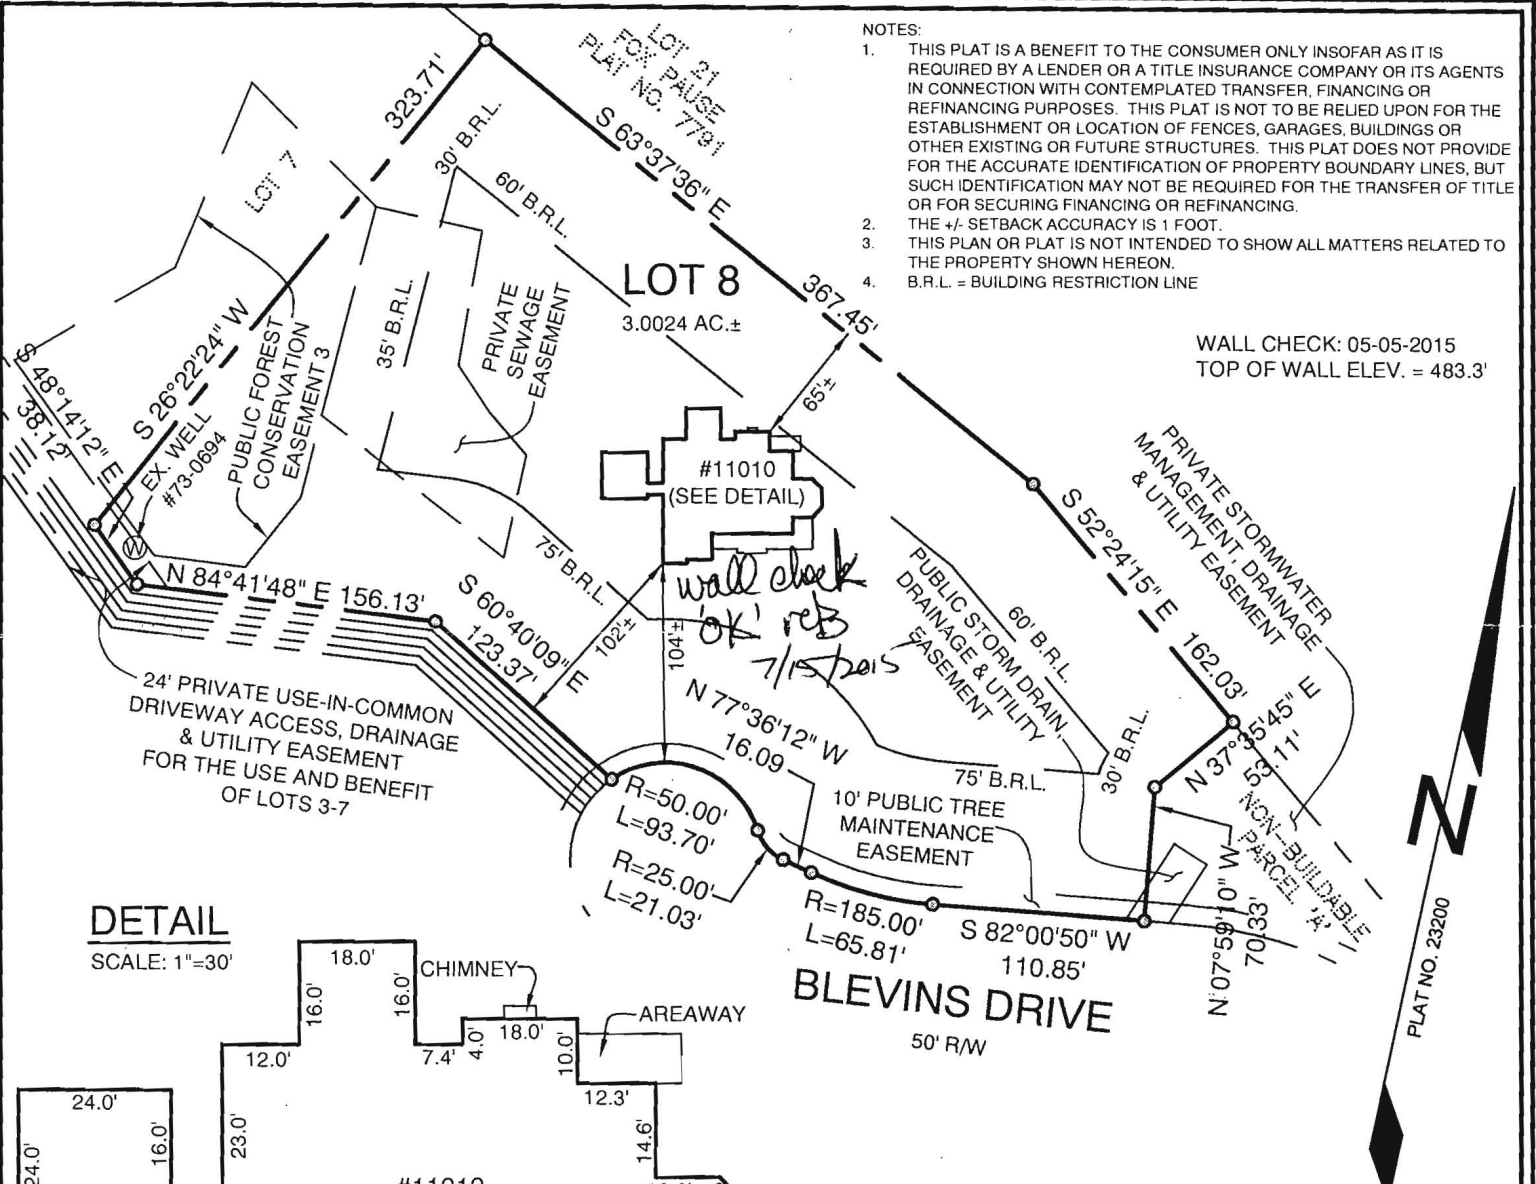 NOTES:
1. THIS PLAT IS A BENEFIT TO THE CONSUMER ONLY INSOFAR AS IT IS
REQUIRED BY A LENDER OR A TITLE INSURANCE COMPANY OR ITS AGENTS
IN CONNECTION WITH CONTEMPLATED TRANSFER, FINANCING OR
REFINANCING PURPOSES. THIS PLAT IS NOT TO BE RELIED UPON FOR THE
ESTABLISHMENT OR LOCATION OF FENCES, GARAGES, BUILDINGS OR
OTHER EXISTING OR FUTURE STRUCTURES. THIS PLAT DOES NOT PROVIDE
FOR THE ACCURATE IDENTIFICATION OF PROPERTY BOUNDARY LINES, BUT
SUCH IDENTIFICATION MAY NOT BE REQUIRED FOR THE TRANSFER OF TITLE
OR FOR SECURING FINANCING OR REFINANCING.
2. THE +/- SETBACK ACCURACY IS 1 FOOT.
3. THIS PLAN OR PLAT IS NOT INTENDED TO SHOW ALL MATTERS RELATED TO
THE PROPERTY SHOWN HEREON.
4. B.R.L. = BUILDING RESTRICTION LINE
WALL CHECK: 05-05-2015
TOP OF WALL ELEV. = 483.3'
LOT 21
FOX PAUSE
PLAT NO. 7791
323.71'
30' B.R.L.
60' B.R.L.
S 63°37'36" E
367.45'
LOT 7
LOT 8
3.0024 AC.±
35' B.R.L.
PRIVATE
SEWAGE
EASEMENT
S 26°22'24" W
PUBLIC FOREST
CONSERVATION
EASEMENT 3
S 48°14'12" E
38.12'
EX. WELL
#73-0694
W
65'±
#11010
(SEE DETAIL)
wall check
'OK' reB
7/15/2015
75' B.R.L.
102'±
104'±
N 84°41'48" E 156.13'
S 60°40'09" E
123.37'
24' PRIVATE USE-IN-COMMON
DRIVEWAY ACCESS, DRAINAGE
& UTILITY EASEMENT
FOR THE USE AND BENEFIT
OF LOTS 3-7
PRIVATE STORMWATER
MANAGEMENT, DRAINAGE
& UTILITY EASEMENT
S 52°24'15" E
162.03'
PUBLIC STORM DRAIN,
DRAINAGE & UTILITY
EASEMENT
60' B.R.L.
N 77°36'12" W
16.09
75' B.R.L.
30' B.R.L.
N 37°35'45" E
53.11'
R=50.00'
L=93.70'
R=25.00'
L=21.03'
10' PUBLIC TREE
MAINTENANCE
EASEMENT
R=185.00'
L=65.81'
S 82°00'50" W
110.85'
N 07°59'10" W
70.33'
NON-BUILDABLE
PARCEL 'A'
BLEVINS DRIVE
50' R/W
N
PLAT NO. 23200
DETAIL
SCALE: 1"=30'
18.0'
16.0'
16.0'
CHIMNEY
AREAWAY
12.0'
7.4'
4.0'
18.0'
10.0'
12.3'
24.0'
24.0'
16.0'
23.0'
14.6'
#11010